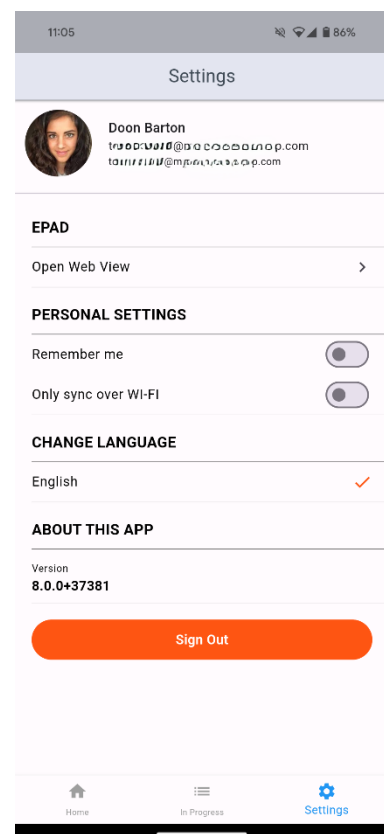 11:05
86%
Settings
Doon Barton
EPAD
Open Web View
PERSONAL SETTINGS
Remember me
Only sync over WI-FI
CHANGE LANGUAGE
English
ABOUT THIS APP
Version
8.0.0+37381
Sign Out
Home
In Progress
Settings